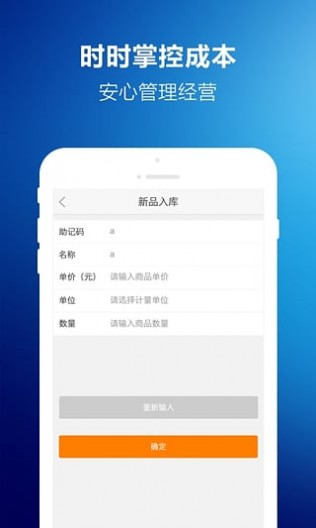 时时掌控成本
安心管理经营
新品入库
助记码 a
名称 a
单价（元） 请输入商品单价
单位 请选择计量单位
数量 请输入商品数量
重新输入
确定